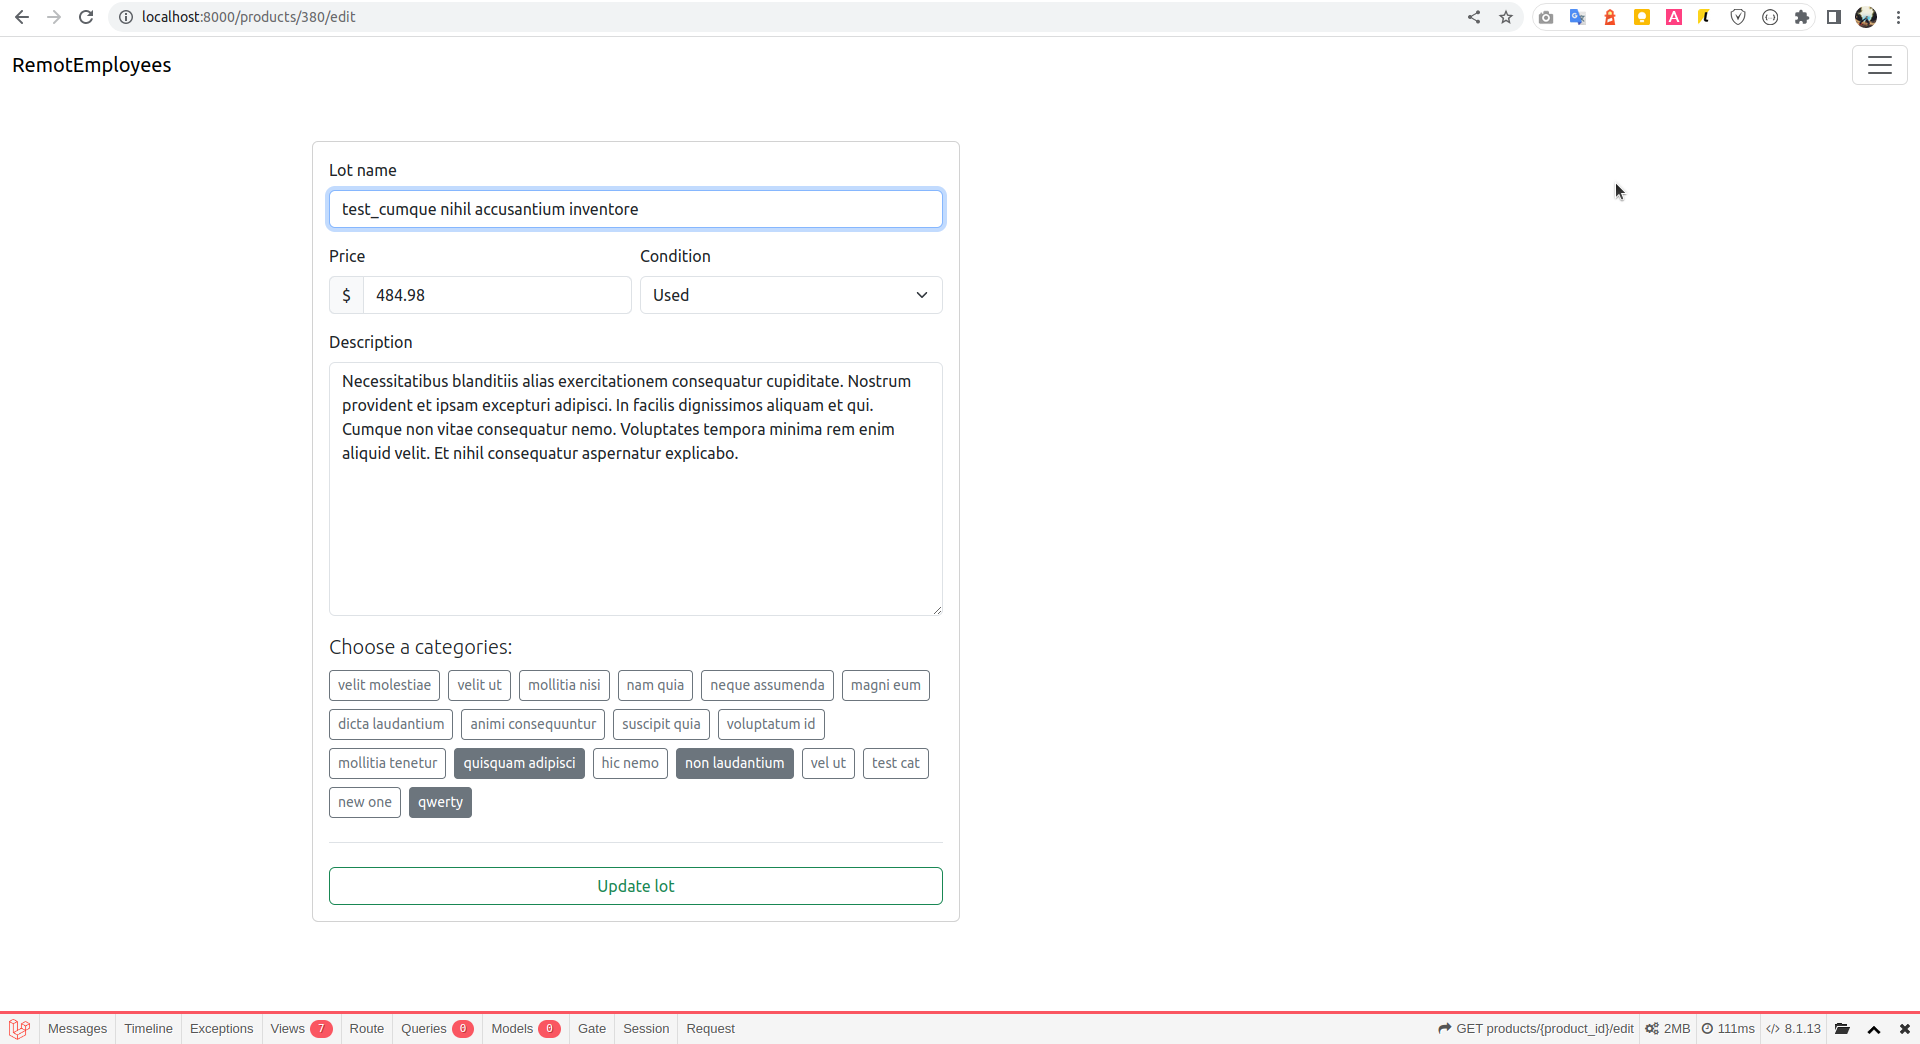 localhost:8000/products/380/edit
RemotEmployees
Lot name
test_cumque nihil accusantium inventore
Price Condition
$ 484.98 Used
Description
Necessitatibus blanditiis alias exercitationem consequatur cupiditate. Nostrum
provident et ipsam excepturi adipisci. In facilis dignissimos aliquam et qui.
Cumque non vitae consequatur nemo. Voluptates tempora minima rem enim
aliquid velit. Et nihil consequatur aspernatur explicabo.
Choose a categories:
velit molestiae velit ut mollitia nisi nam quia neque assumenda magni eum
dicta laudantium animi consequuntur suscipit quia voluptatum id
mollitia tenetur quisquam adipisci hic nemo non laudantium vel ut test cat
new one qwerty
Update lot
Messages Timeline Exceptions Views 7 Route Queries 0 Models 0 Gate Session Request GET products/{product_id}/edit 2MB 111ms </> 8.1.13